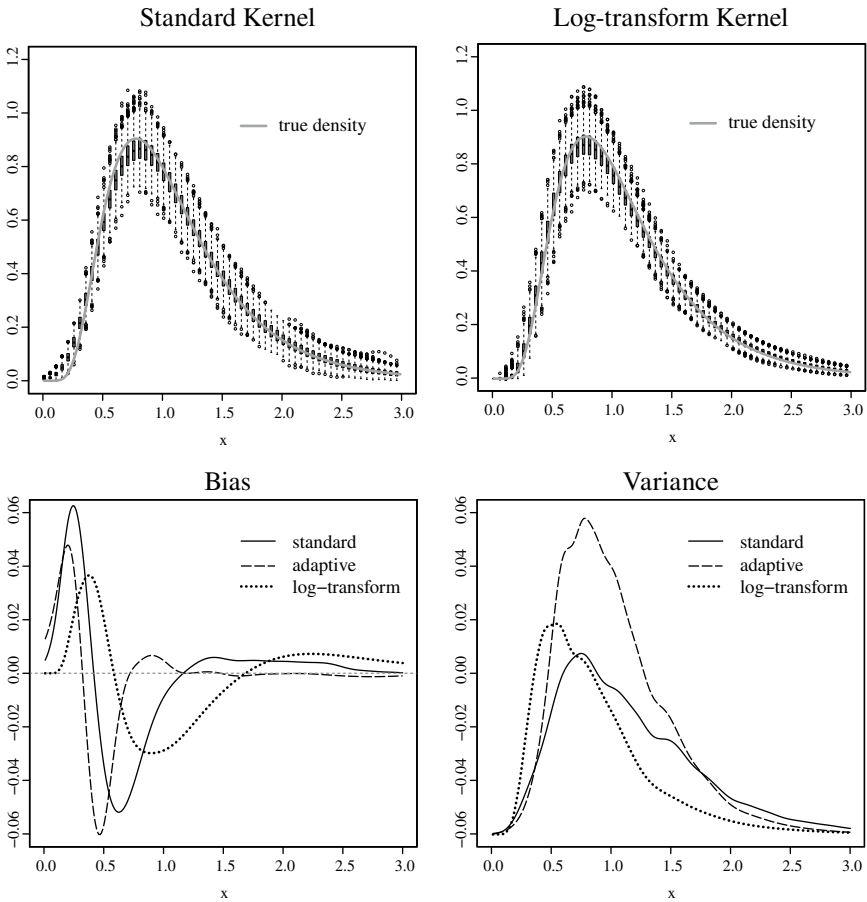 Standard Kernel
1.2
1.0
0.8
0.6
0.4
0.2
0.0
true density
0.0 0.5 1.0 1.5 2.0 2.5 3.0
x
Log-transform Kernel
1.2
1.0
0.8
0.6
0.4
0.2
0.0
true density
0.0 0.5 1.0 1.5 2.0 2.5 3.0
x
Bias
0.06
0.04
0.02
0.00
−0.02
−0.04
−0.06
standard
adaptive
log−transform
0.0 0.5 1.0 1.5 2.0 2.5 3.0
x
Variance
0.06
0.04
0.02
0.00
−0.02
−0.04
−0.06
standard
adaptive
log−transform
0.0 0.5 1.0 1.5 2.0 2.5 3.0
x